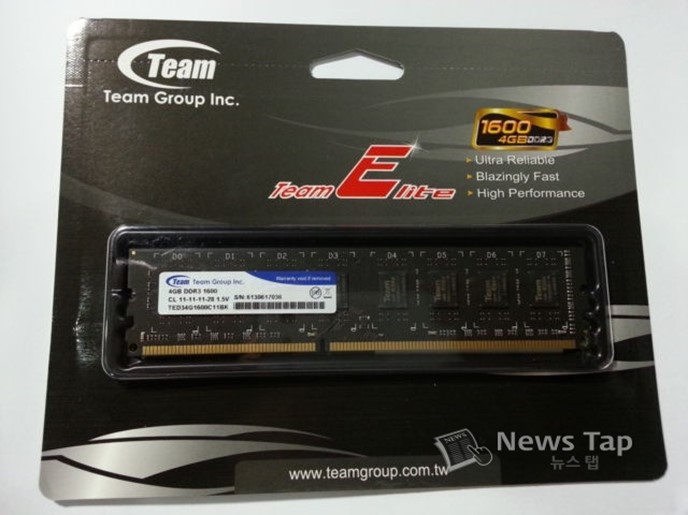 Team
Team Group Inc.
1600
4GB DDR3
Ultra Reliable
Blazingly Fast
High Performance
Team Elite
D0 D1 D2 D3 D4 D5 D6 D7
Team Team Group Inc. Warranty void if removed
4GB DDR3 1600
CL 11-11-11-28 1.5V S/N: 6130617036
TED34G1600C11BK
News Tap
뉴스 탭
www.teamgroup.com.tw